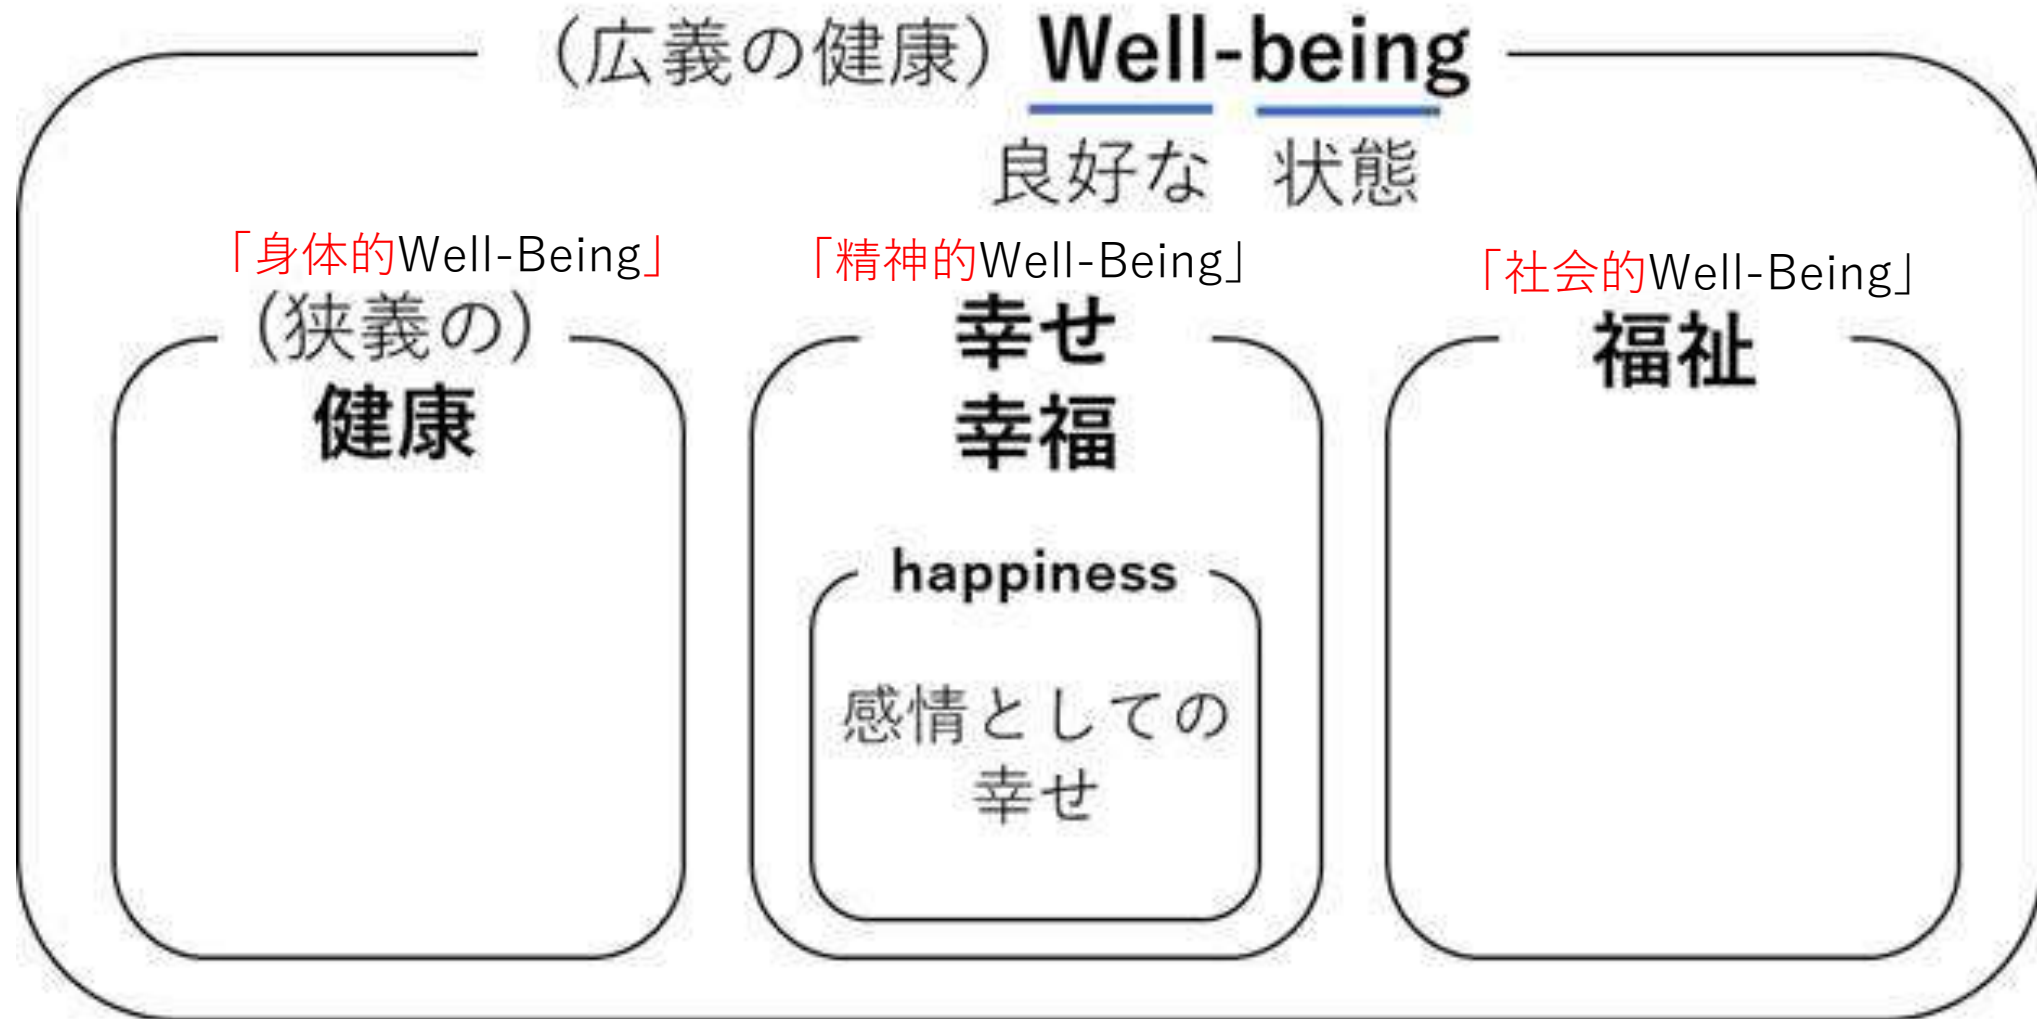 （広義の健康）Well-being
良好な 状態
「身体的Well-Being」
（狭義の）
健康
「精神的Well-Being」
幸せ
幸福
happiness
感情としての
幸せ
「社会的Well-Being」
福祉